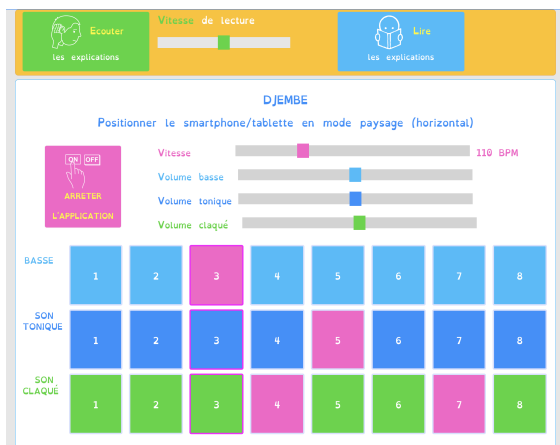 Ecouter
les explications
Vitesse de lecture
Lire
les explications
DJEMBE
Positionner le smartphone/tablette en mode paysage (horizontal)
ON OFF
ARRETER
L'APPLICATION
Vitesse 110 BPM
Volume basse
Volume tonique
Volume claqué
BASSE 1 2 3 4 5 6 7 8
SON
TONIQUE 1 2 3 4 5 6 7 8
SON
CLAQUÉ 1 2 3 4 5 6 7 8